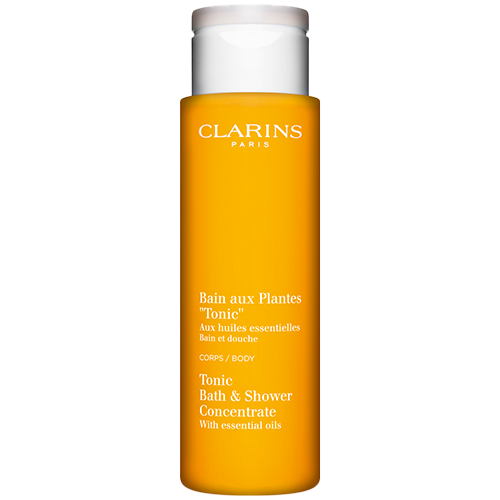 CLARINS
PARIS
Bain aux Plantes
"Tonic"
Aux huiles essentielles
Bain et douche
CORPS / BODY
Tonic
Bath & Shower
Concentrate
With essential oils